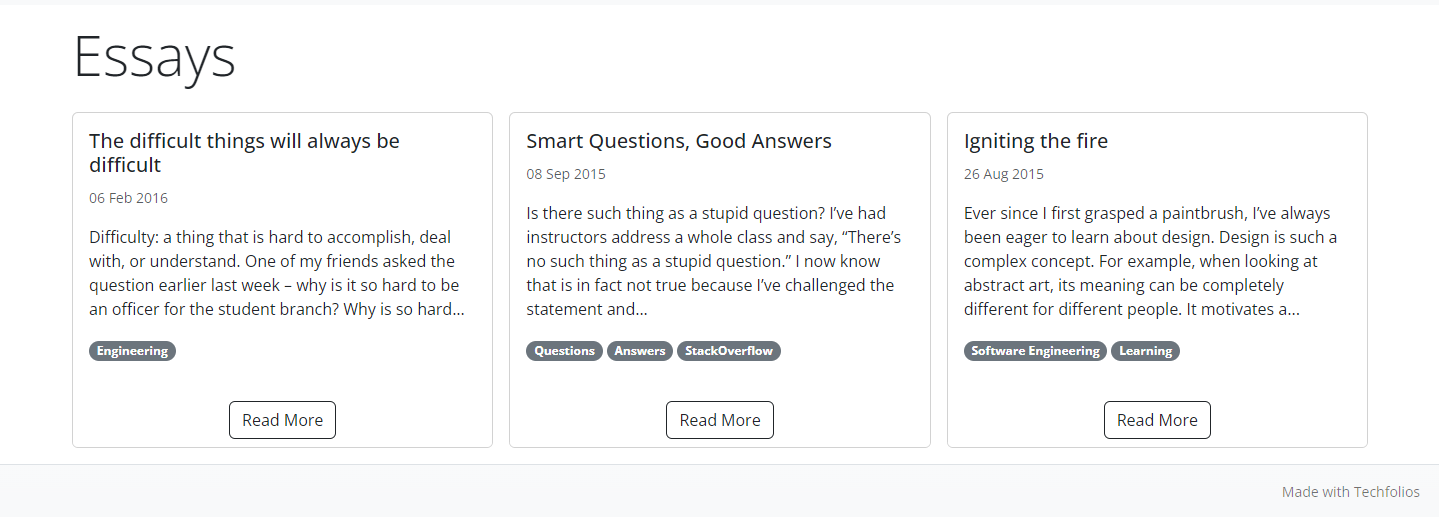 Essays
The difficult things will always be
difficult
06 Feb 2016
Difficulty: a thing that is hard to accomplish, deal
with, or understand. One of my friends asked the
question earlier last week – why is it so hard to be
an officer for the student branch? Why is so hard...
Engineering
Read More
Smart Questions, Good Answers
08 Sep 2015
Is there such thing as a stupid question? I’ve had
instructors address a whole class and say, “There’s
no such thing as a stupid question.” I now know
that is in fact not true because I’ve challenged the
statement and...
Questions Answers StackOverflow
Read More
Igniting the fire
26 Aug 2015
Ever since I first grasped a paintbrush, I’ve always
been eager to learn about design. Design is such a
complex concept. For example, when looking at
abstract art, its meaning can be completely
different for different people. It motivates a...
Software Engineering Learning
Read More
Made with Techfolios